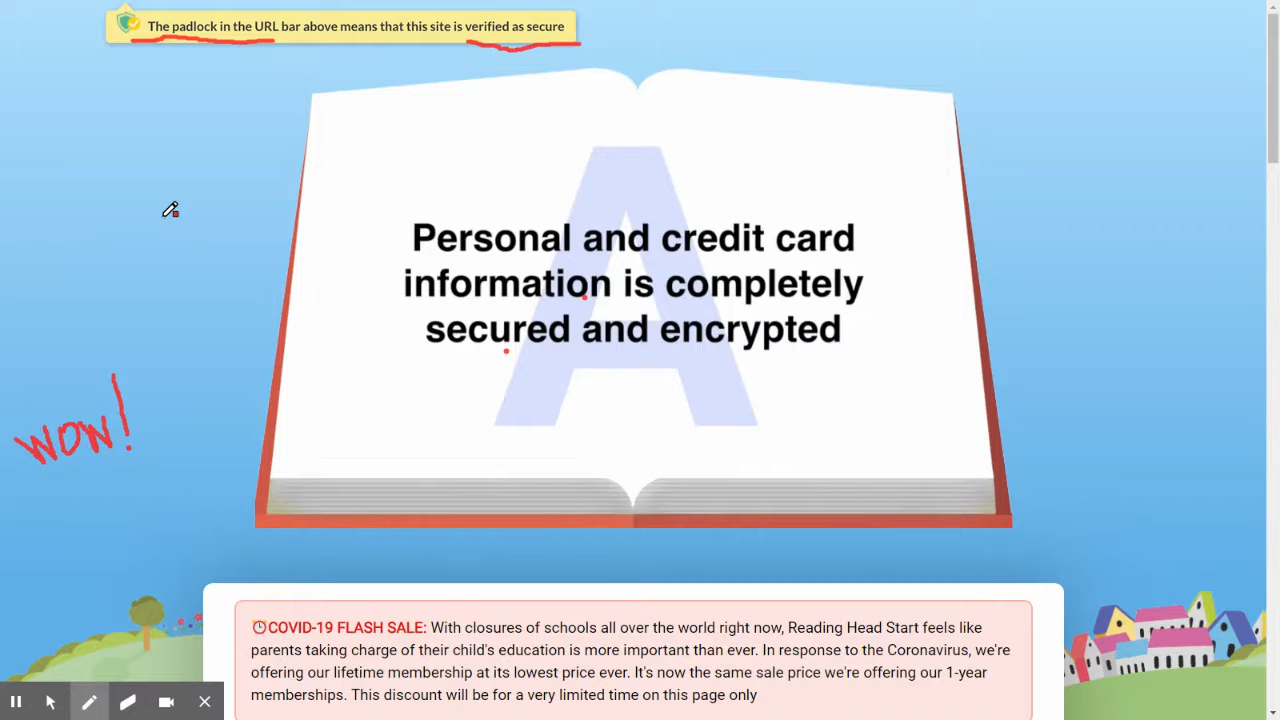 The padlock in the URL bar above means that this site is verified as secure
A
Personal and credit card
information is completely
secured and encrypted
wow!
COVID-19 FLASH SALE: With closures of schools all over the world right now, Reading Head Start feels like
parents taking charge of their child's education is more important than ever. In response to the Coronavirus, we're
offering our lifetime membership at its lowest price ever. It's now the same sale price we're offering our 1-year
memberships. This discount will be for a very limited time on this page only